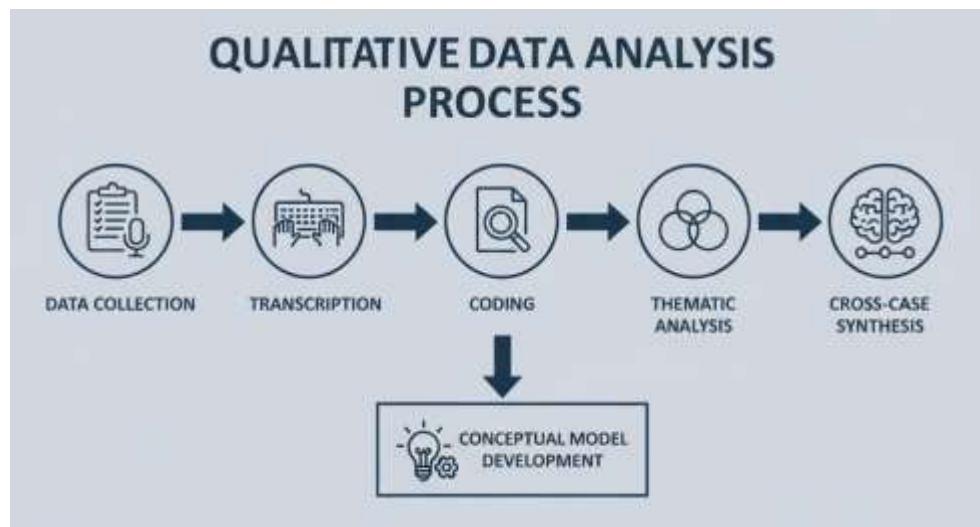 QUALITATIVE DATA ANALYSIS
PROCESS
DATA COLLECTION
TRANSCRIPTION
CODING
THEMATIC
ANALYSIS
CROSS-CASE
SYNTHESIS
CONCEPTUAL MODEL
DEVELOPMENT